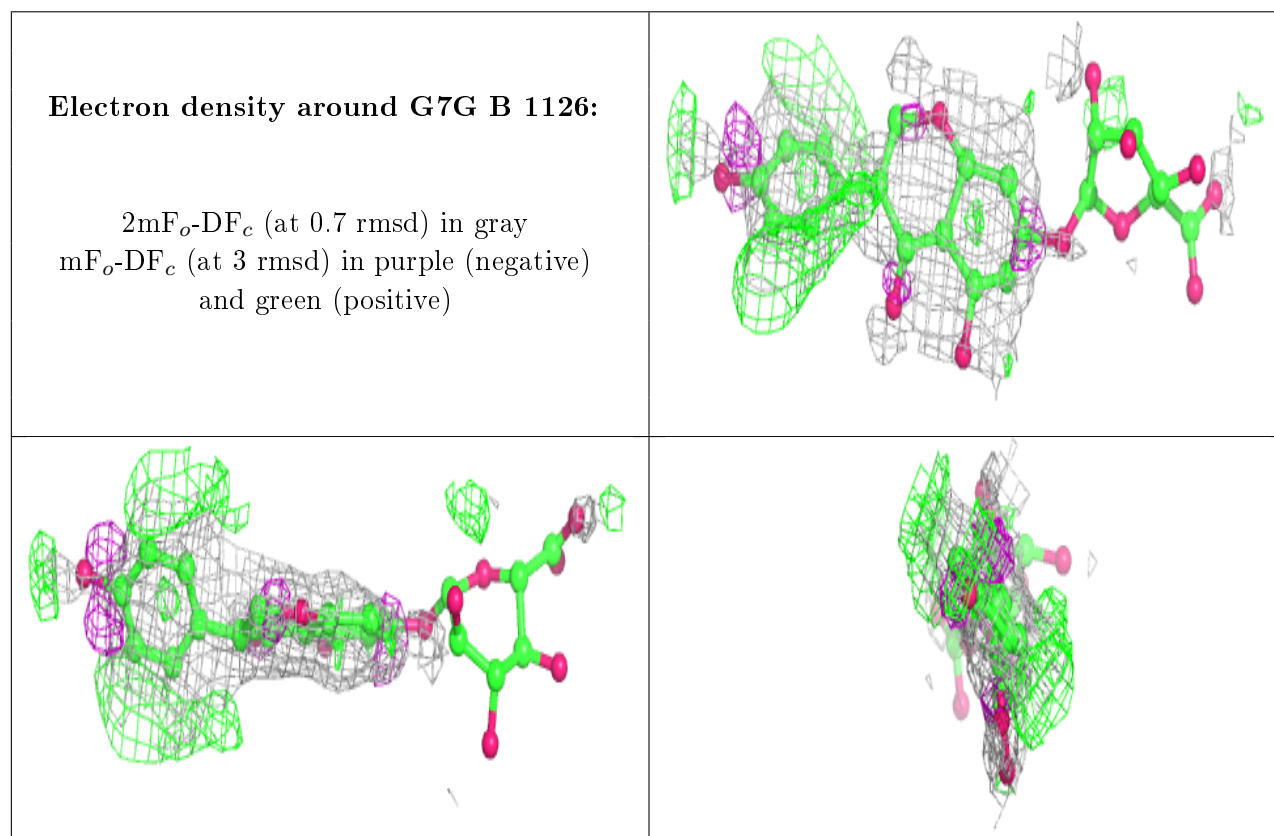 Electron density around G7G B 1126:
2mFo-DFc (at 0.7 rmsd) in gray
mFo-DFc (at 3 rmsd) in purple (negative)
and green (positive)